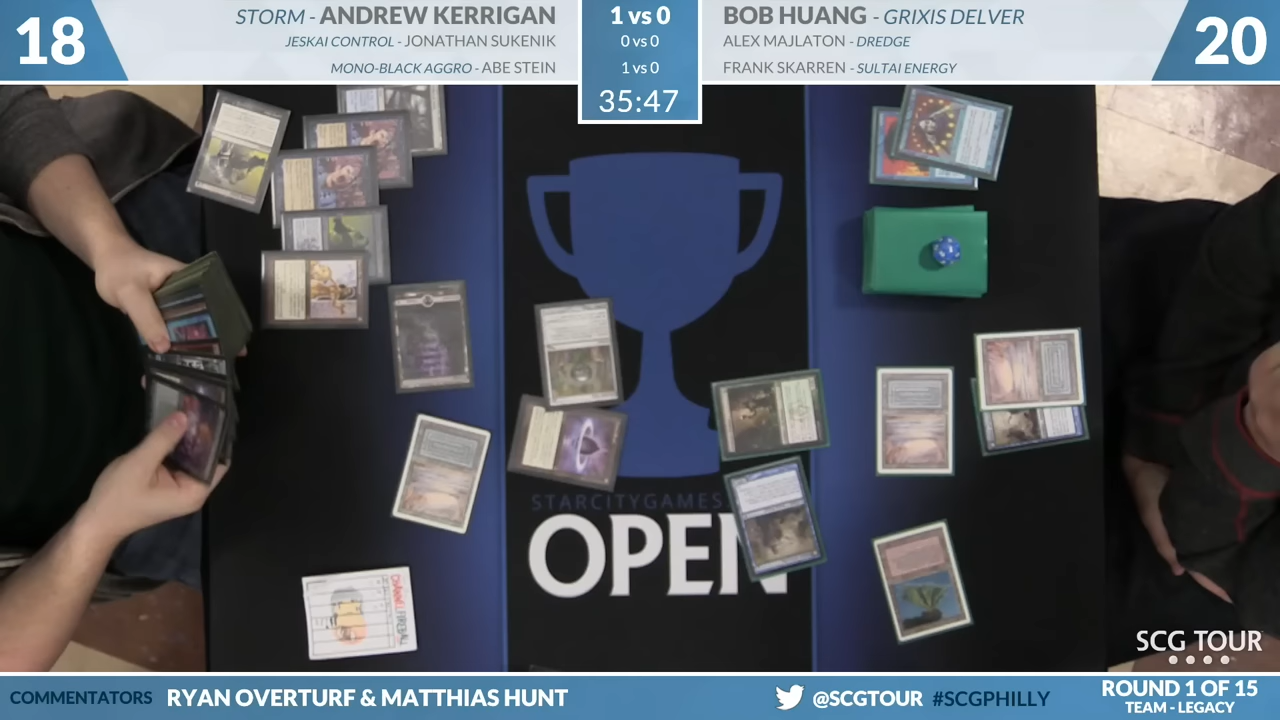 18
STORM - ANDREW KERRIGAN
JESKAI CONTROL - JONATHAN SUKENIK
MONO-BLACK AGGRO - ABE STEIN
1 vs 0
0 vs 0
1 vs 0
35:47
BOB HUANG - GRIXIS DELVER
ALEX MAJLATON - DREDGE
FRANK SKARREN - SULTAI ENERGY
20
STARCITYGAMES
OPEN
CHANNELFIREBALL
SCG TOUR
COMMENTATORS RYAN OVERTURF & MATTHIAS HUNT
@SCGTOUR #SCGPHILLY
ROUND 1 OF 15
TEAM - LEGACY